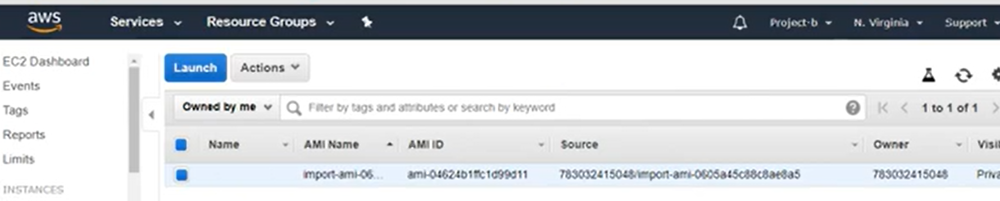 aws Services Resource Groups Project-b N. Virginia Support
EC2 Dashboard
Events
Tags
Reports
Limits
INSTANCES
Launch Actions
Owned by me Filter by tags and attributes or search by keyword 1 to 1 of 1
Name AMI Name AMI ID Source Owner Visi
import-ami-06... ami-04624b1ffc1d99d11 783032415048/import-ami-0605a45c88c8ae8a5 783032415048 Priva